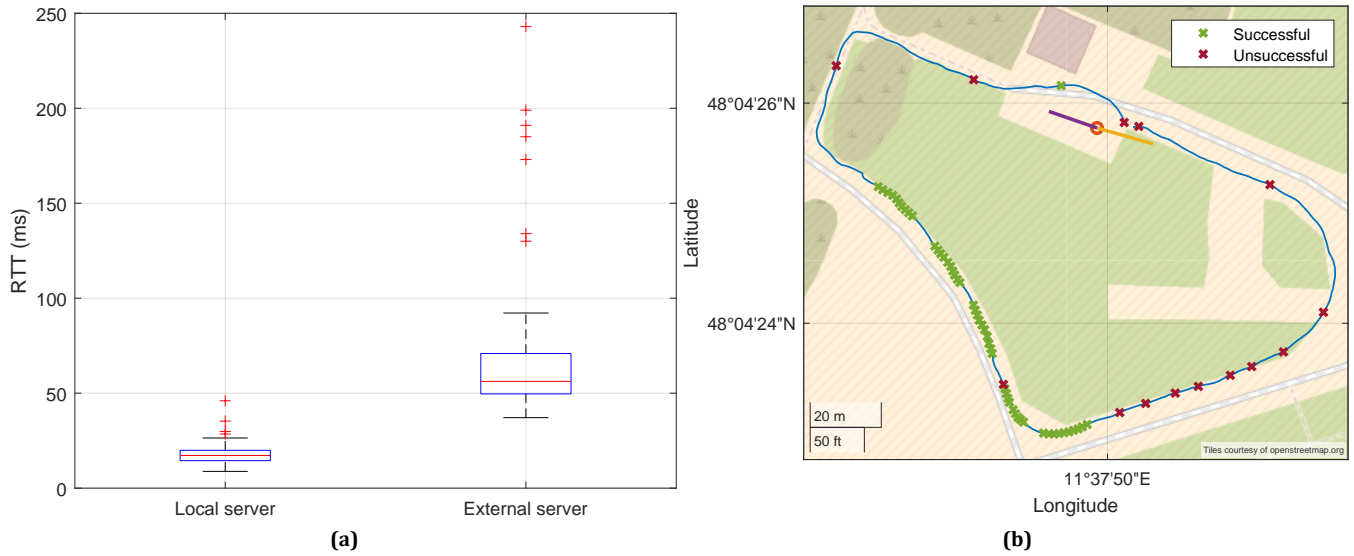 250
200
150
100
50
0
RTT (ms)
Local server
External server
(a)
Successful
Unsuccessful
48°04'26"N
48°04'24"N
Latitude
20 m
50 ft
Tiles courtesy of openstreetmap.org
11°37'50"E
Longitude
(b)